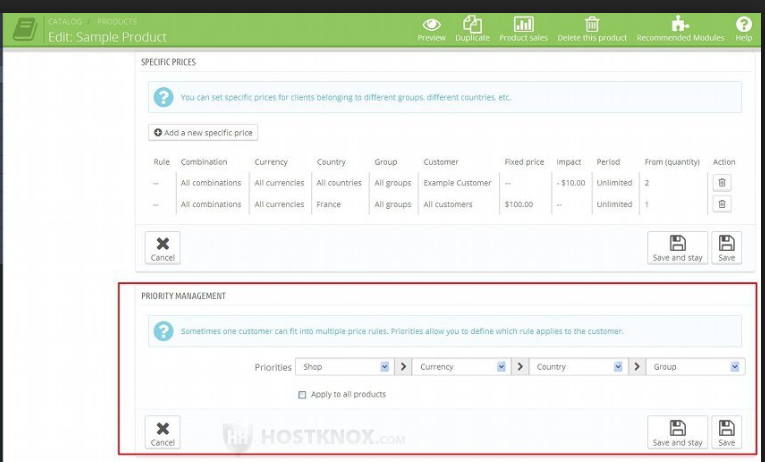 CATALOG / PRODUCTS
Edit: Sample Product
Preview Duplicate Product sales Delete this product Recommended Modules Help
SPECIFIC PRICES
You can set specific prices for clients belonging to different groups, different countries, etc.
Add a new specific price
Rule Combination Currency Country Group Customer Fixed price Impact Period From (quantity) Action
-- All combinations All currencies All countries All groups Example Customer -- - $10.00 Unlimited 2
-- All combinations All currencies France All groups All customers $100.00 -- Unlimited 1
Cancel Save and stay Save
PRIORITY MANAGEMENT
Sometimes one customer can fit into multiple price rules. Priorities allow you to define which rule applies to the customer.
Priorities Shop > Currency > Country > Group
Apply to all products
Cancel HK HOSTKNOX.COM Save and stay Save